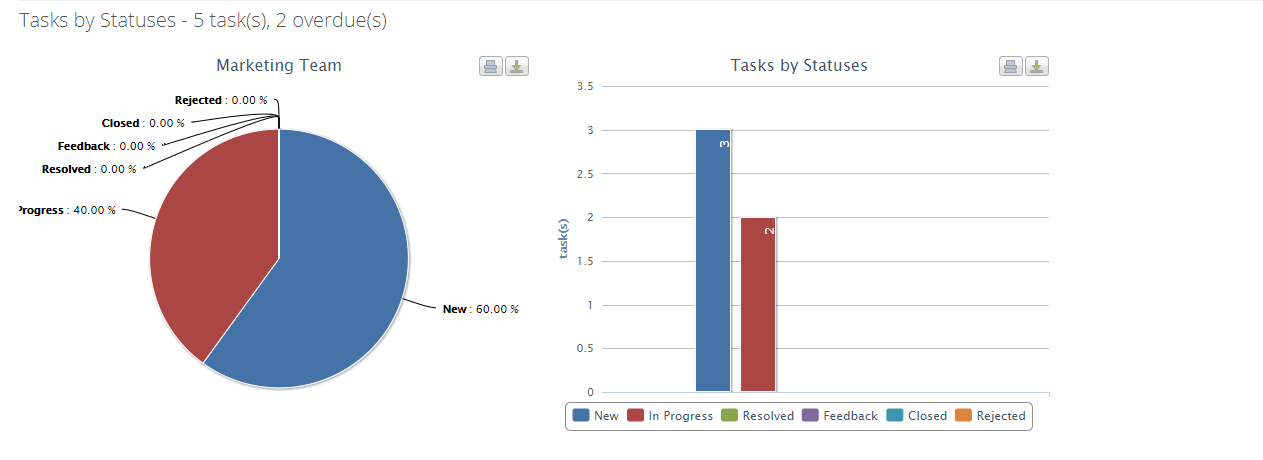 Tasks by Statuses - 5 task(s), 2 overdue(s)
Marketing Team
Rejected : 0.00 %
Closed : 0.00 %
Feedback : 0.00 %
Resolved : 0.00 %
Progress : 40.00 %
New : 60.00 %
Tasks by Statuses
3.5
3
2.5
2
1.5
1
0.5
0
task(s)
3
2
New In Progress Resolved Feedback Closed Rejected